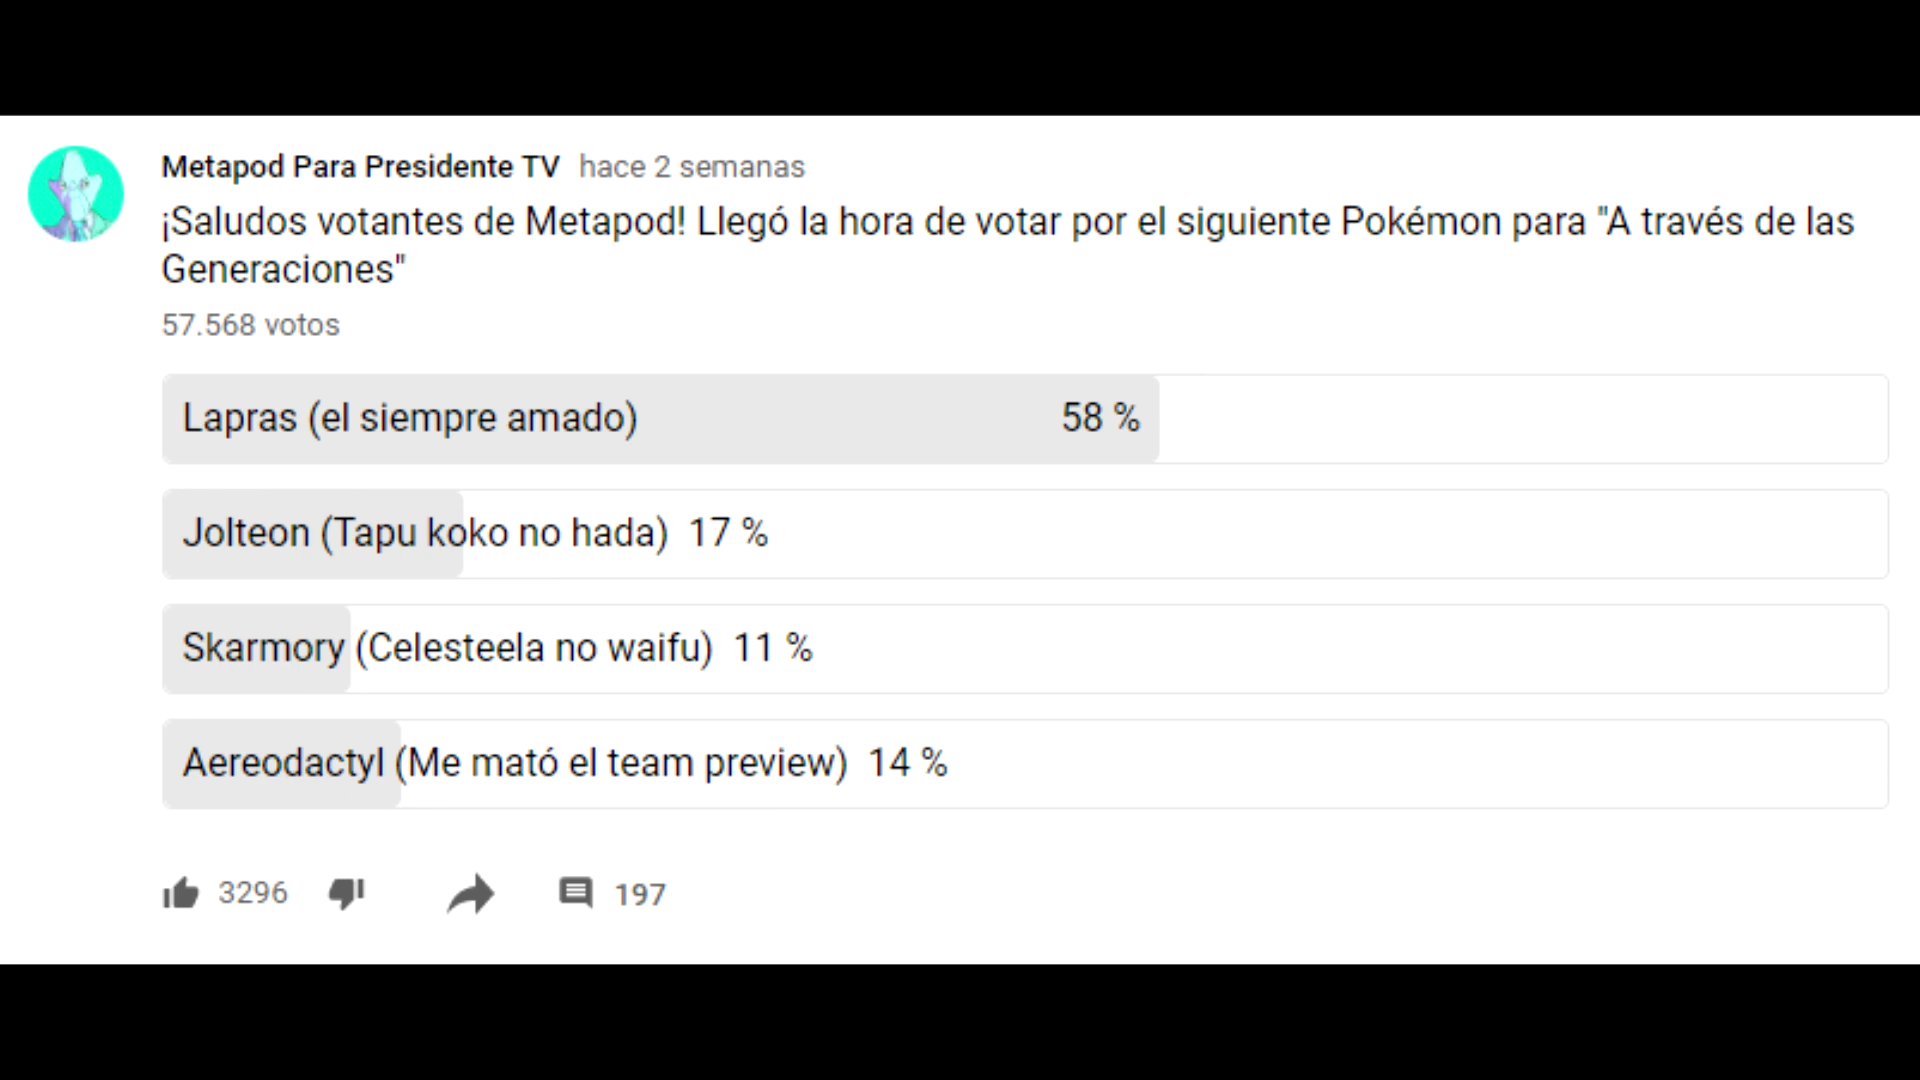 Metapod Para Presidente TV hace 2 semanas
¡Saludos votantes de Metapod! Llegó la hora de votar por el siguiente Pokémon para "A través de las
Generaciones"
57.568 votos
Lapras (el siempre amado) 58 %
Jolteon (Tapu koko no hada) 17 %
Skarmory (Celesteela no waifu) 11 %
Aereodactyl (Me mató el team preview) 14 %
3296 197